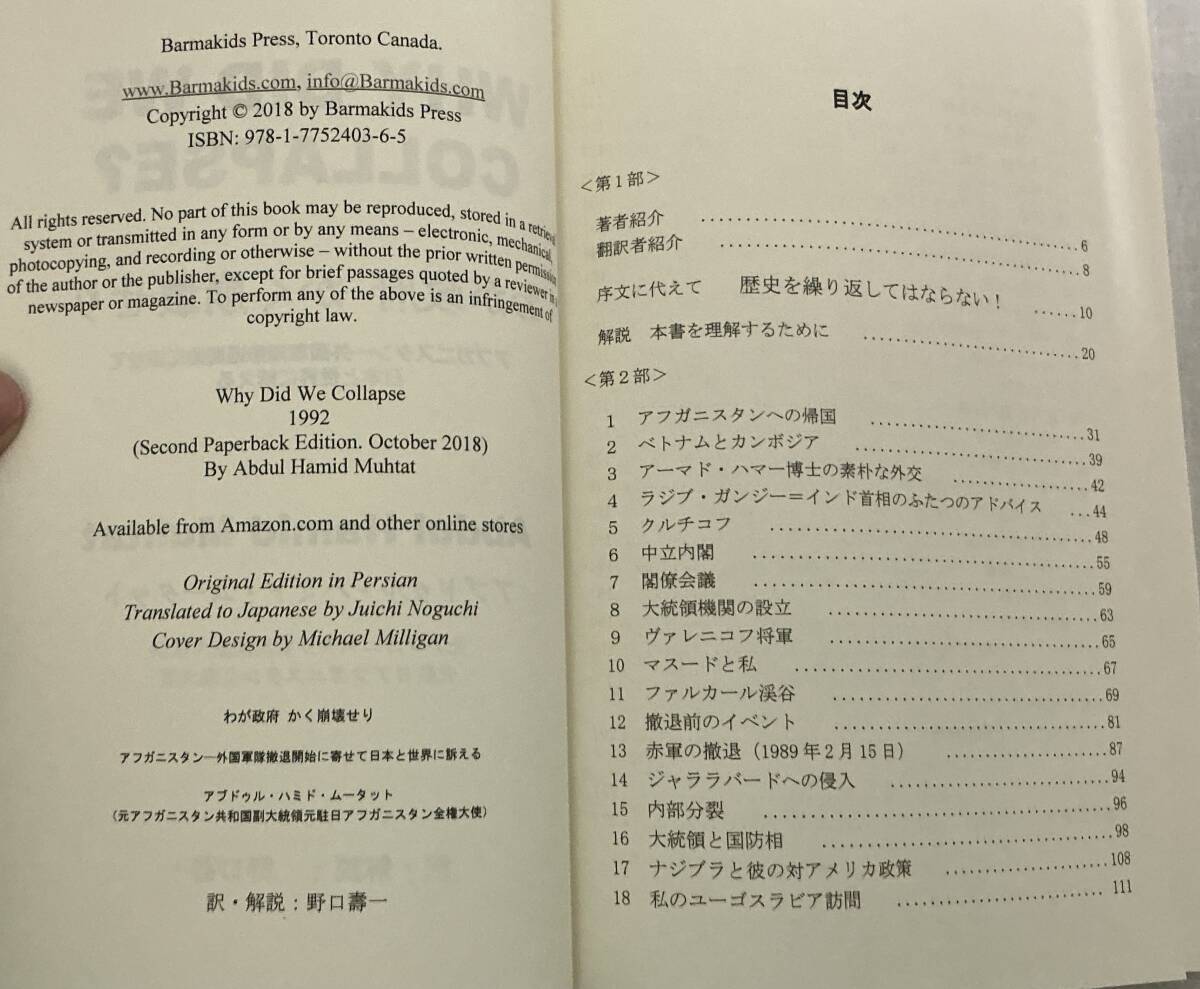 Barmakids Press, Toronto Canada.
www.Barmakids.com, info@Barmakids.com
Copyright © 2018 by Barmakids Press
ISBN: 978-1-7752403-6-5
All rights reserved. No part of this book may be reproduced, stored in a retrieval
system or transmitted in any form or by any means – electronic, mechanical,
photocopying, and recording or otherwise – without the prior written permission
of the author or the publisher, except for brief passages quoted by a reviewer in a
newspaper or magazine. To perform any of the above is an infringement of
copyright law.
Why Did We Collapse
1992
(Second Paperback Edition. October 2018)
By Abdul Hamid Muhtat
Available from Amazon.com and other online stores
Original Edition in Persian
Translated to Japanese by Juichi Noguchi
Cover Design by Michael Milligan
わが政府 かく崩壊せり
アフガニスタン―外国軍隊撤退開始に寄せて日本と世界に訴える
アブドゥル・ハミド・ムータット
(元アフガニスタン共和国副大統領元駐日アフガニスタン全権大使)
訳・解説:野口壽一
目次
<第1部>
著者紹介 ……………………………………6
翻訳者紹介 ……………………………………8
序文に代えて 歴史を繰り返してはならない! ……10
解説 本書を理解するために ……………………20
<第2部>
1 アフガニスタンへの帰国 ……………………31
2 ベトナムとカンボジア ……………………39
3 アーマド・ハマー博士の素朴な外交 ……………42
4 ラジブ・ガンジー=インド首相のふたつのアドバイス …44
5 クルチコフ ……………………………48
6 中立内閣 ……………………………55
7 閣僚会議 ……………………………59
8 大統領機関の設立 ……………………63
9 ヴァレニコフ将軍 ……………………65
10 マスードと私 ……………………………67
11 ファルカール渓谷 ……………………69
12 撤退前のイベント ……………………81
13 赤軍の撤退(1989年2月15日) ……………87
14 ジャララバードへの侵入 ……………………94
15 内部分裂 ……………………………96
16 大統領と国防相 ……………………………98
17 ナジブラと彼の対アメリカ政策 ……………108
18 私のユーゴスラビア訪問 ……………………111